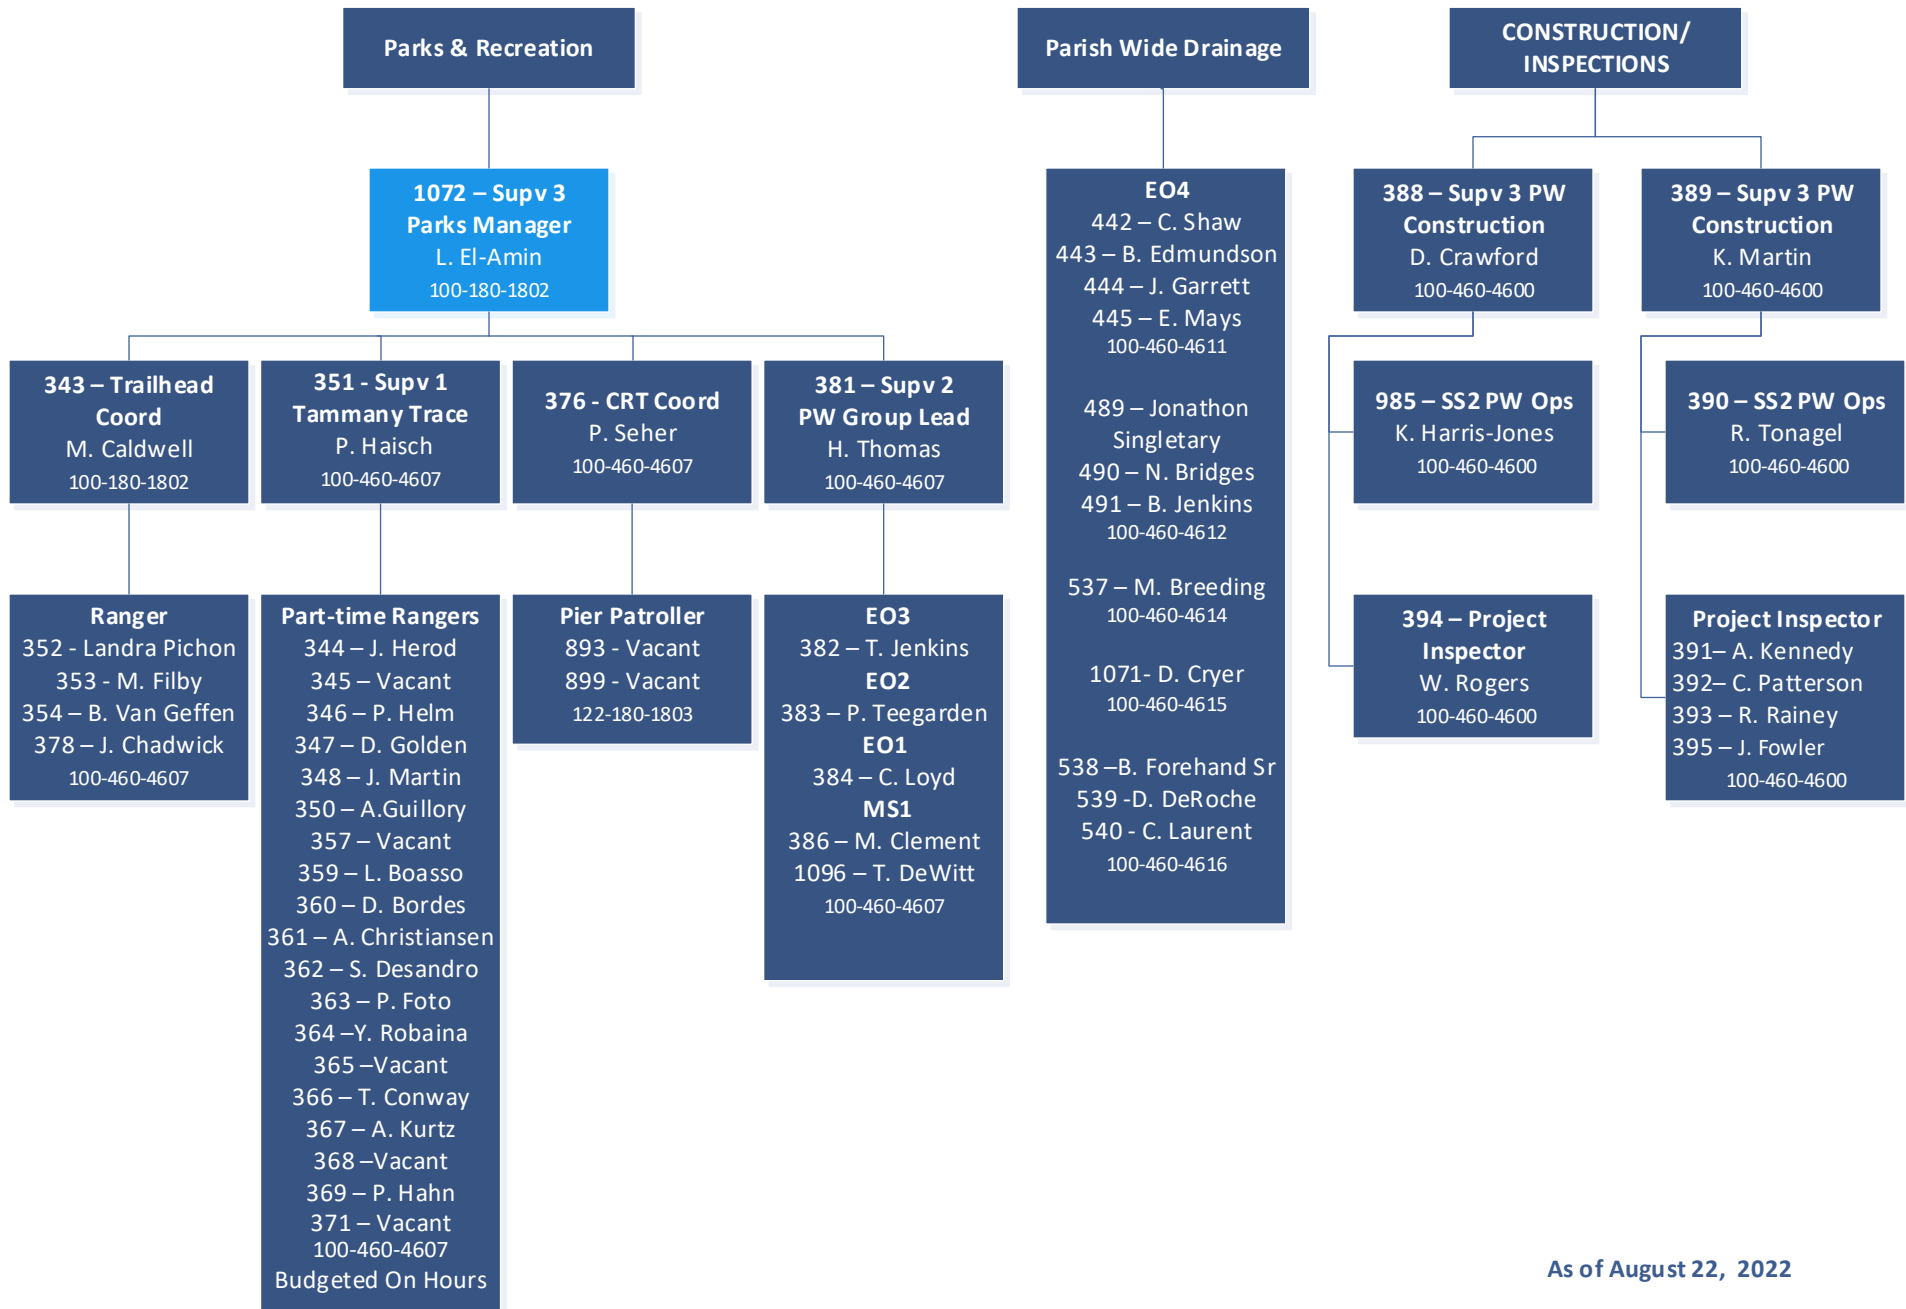 Parks & Recreation
Parish Wide Drainage
CONSTRUCTION/
INSPECTIONS
1072 – Supv 3
Parks Manager
L. El-Amin
100-180-1802
343 – Trailhead
Coord
M. Caldwell
100-180-1802
351 - Supv 1
Tammany Trace
P. Haisch
100-460-4607
376 - CRT Coord
P. Seher
100-460-4607
381 – Supv 2
PW Group Lead
H. Thomas
100-460-4607
Ranger
352 - Landra Pichon
353 - M. Filby
354 – B. Van Geffen
378 – J. Chadwick
100-460-4607
Part-time Rangers
344 – J. Herod
345 – Vacant
346 – P. Helm
347 – D. Golden
348 – J. Martin
350 – A.Guillory
357 – Vacant
359 – L. Boasso
360 – D. Bordes
361 – A. Christiansen
362 – S. Desandro
363 – P. Foto
364 –Y. Robaina
365 –Vacant
366 – T. Conway
367 – A. Kurtz
368 –Vacant
369 – P. Hahn
371 – Vacant
100-460-4607
Budgeted On Hours
Pier Patroller
893 - Vacant
899 - Vacant
122-180-1803
EO3
382 – T. Jenkins
EO2
383 – P. Teegarden
EO1
384 – C. Loyd
MS1
386 – M. Clement
1096 – T. DeWitt
100-460-4607
EO4
442 – C. Shaw
443 – B. Edmundson
444 – J. Garrett
445 – E. Mays
100-460-4611
489 – Jonathon
Singletary
490 – N. Bridges
491 – B. Jenkins
100-460-4612
537 – M. Breeding
100-460-4614
1071- D. Cryer
100-460-4615
538 –B. Forehand Sr
539 -D. DeRoche
540 - C. Laurent
100-460-4616
388 – Supv 3 PW
Construction
D. Crawford
100-460-4600
985 – SS2 PW Ops
K. Harris-Jones
100-460-4600
394 – Project
Inspector
W. Rogers
100-460-4600
389 – Supv 3 PW
Construction
K. Martin
100-460-4600
390 – SS2 PW Ops
R. Tonagel
100-460-4600
Project Inspector
391– A. Kennedy
392– C. Patterson
393 – R. Rainey
395 – J. Fowler
100-460-4600
As of August 22, 2022